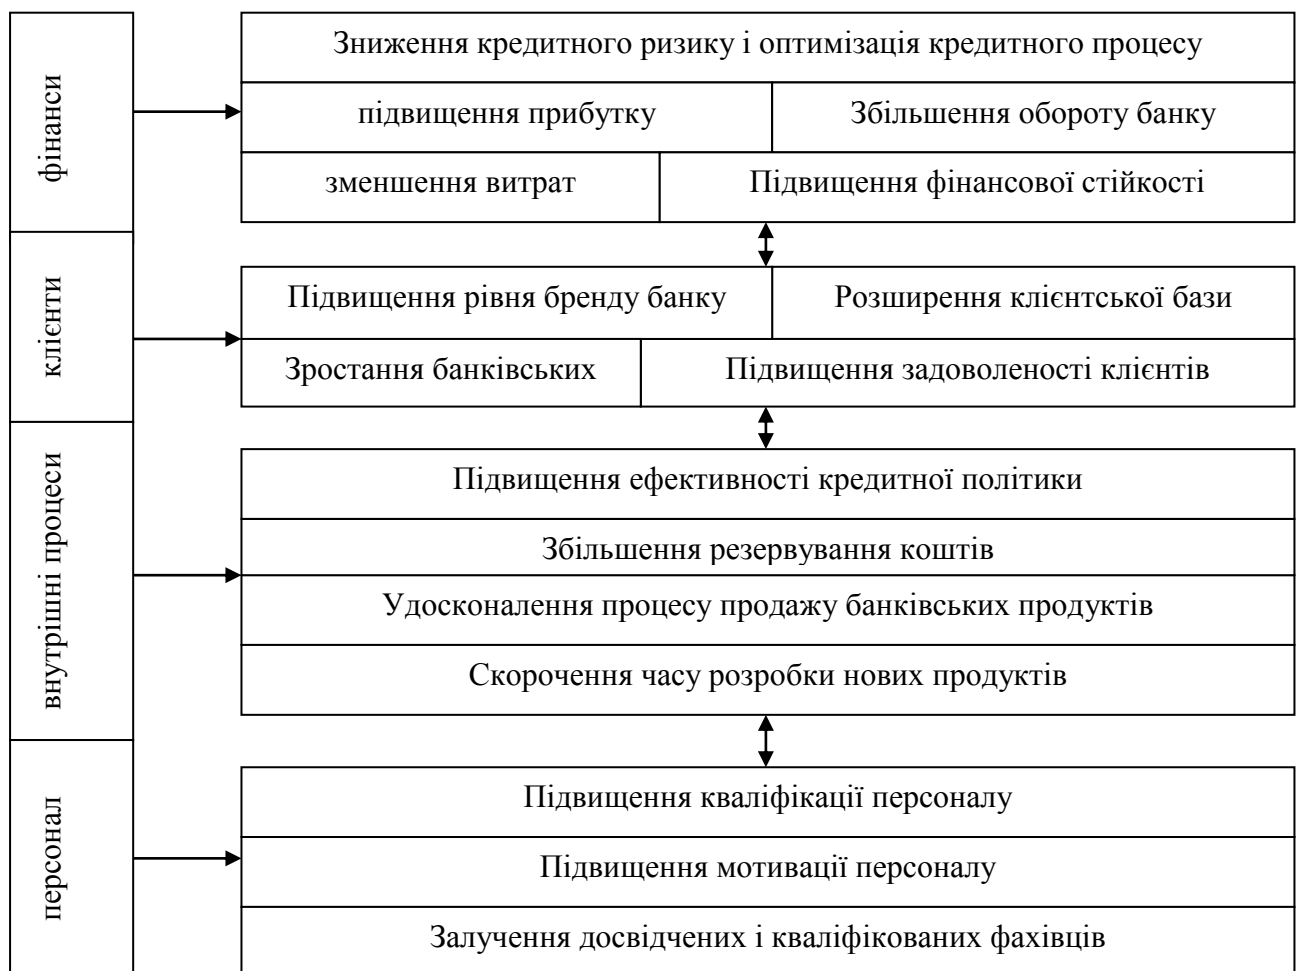 фінанси
Зниження кредитного ризику і оптимізація кредитного процесу
підвищення прибутку
Збільшення обороту банку
зменшення витрат
Підвищення фінансової стійкості
клієнти
Підвищення рівня бренду банку
Розширення клієнтської бази
Зростання банківських
Підвищення задоволеності клієнтів
внутрішні процеси
Підвищення ефективності кредитної політики
Збільшення резервування коштів
Удосконалення процесу продажу банківських продуктів
Скорочення часу розробки нових продуктів
персонал
Підвищення кваліфікації персоналу
Підвищення мотивації персоналу
Залучення досвідчених і кваліфікованих фахівців